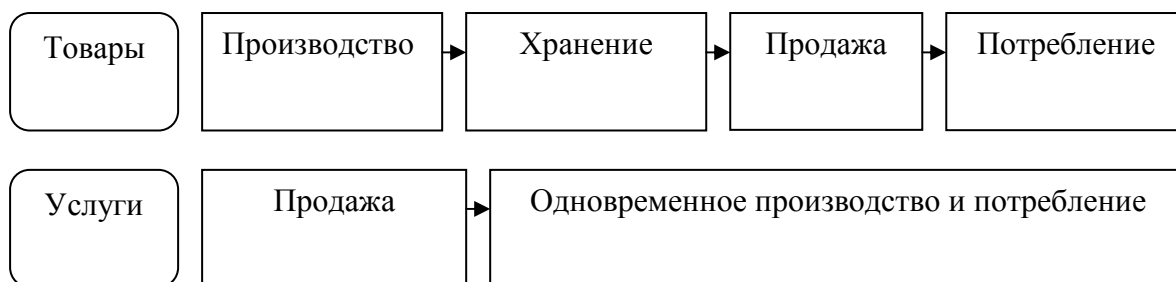 Товары Производство Хранение Продажа Потребление
Услуги Продажа Одновременное производство и потребление